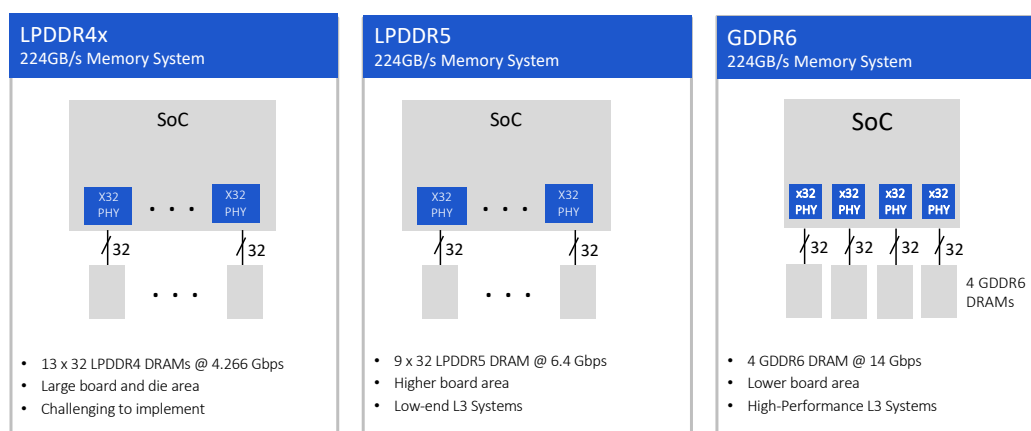 LPDDR4x
224GB/s Memory System
SoC
X32 PHY
. . .
X32 PHY
32
32
. . .
• 13 x 32 LPDDR4 DRAMs @ 4.266 Gbps
• Large board and die area
• Challenging to implement
LPDDR5
224GB/s Memory System
SoC
X32 PHY
. . .
X32 PHY
32
32
. . .
• 9 x 32 LPDDR5 DRAM @ 6.4 Gbps
• Higher board area
• Low-end L3 Systems
GDDR6
224GB/s Memory System
SoC
x32 PHY
x32 PHY
x32 PHY
x32 PHY
32
32
32
32
4 GDDR6
DRAMs
• 4 GDDR6 DRAM @ 14 Gbps
• Lower board area
• High-Performance L3 Systems